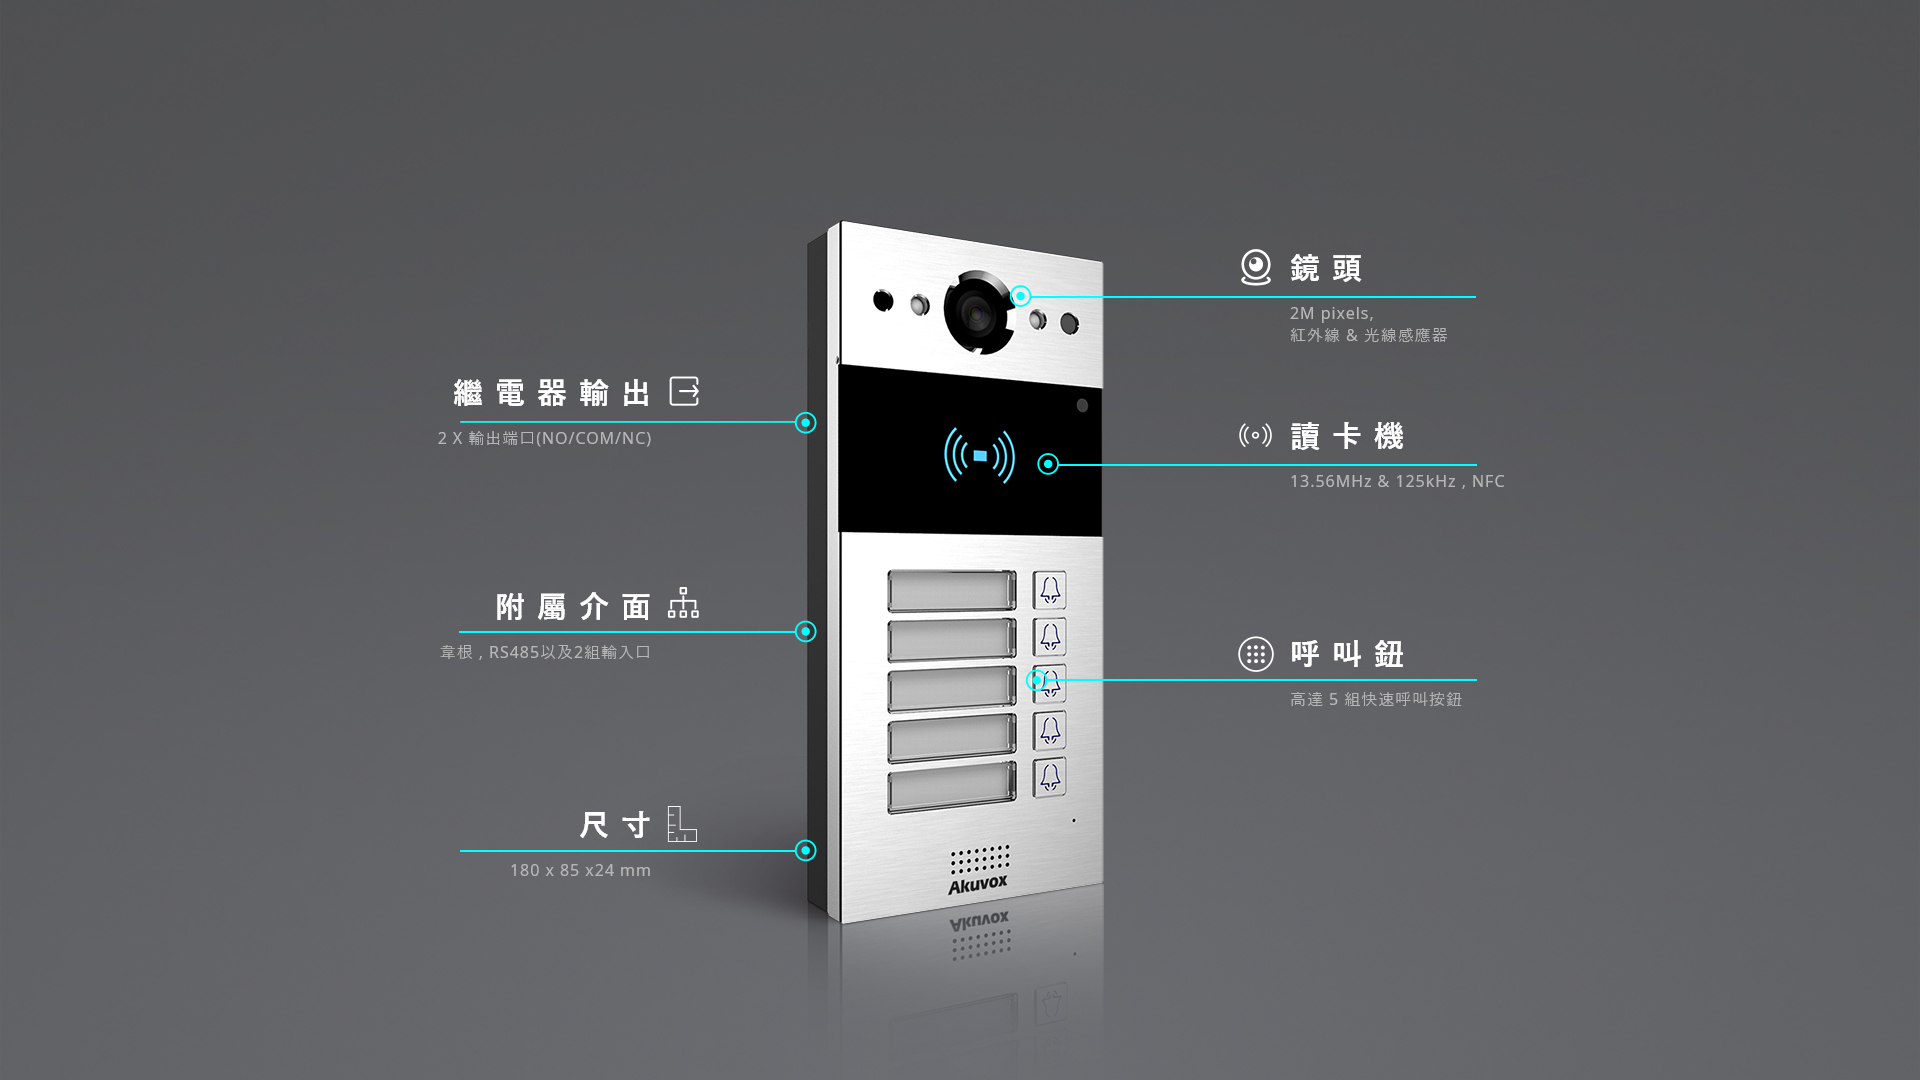 鏡頭
2M pixels,
紅外線 & 光線感應器
繼電器輸出
2 X 輸出端口(NO/COM/NC)
讀卡機
13.56MHz & 125kHz , NFC
附屬介面
韋根 , RS485以及2組輸入口
呼叫鈕
高達 5 組快速呼叫按鈕
尺寸
180 x 85 x24 mm
Akuvox